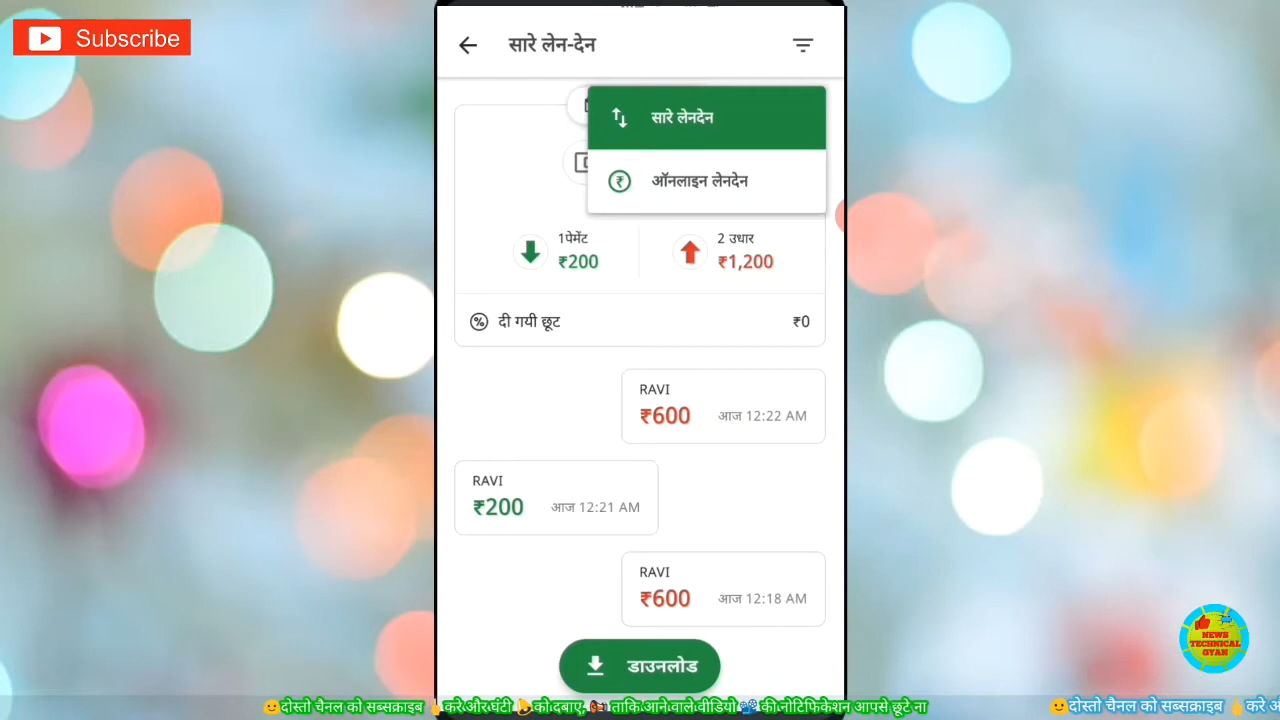 Subscribe
सारे लेन-देन
सारे लेनदेन
ऑनलाइन लेनदेन
1पेमेंट
₹200
2 उधार
₹1,200
दी गयी छूट
₹0
RAVI
₹600 आज 12:22 AM
RAVI
₹200 आज 12:21 AM
RAVI
₹600 आज 12:18 AM
डाउनलोड
NEWS
TECHNICAL
GYAN
🙂दोस्तो चैनल को सब्सक्राइब 👆करे और घंटी 🔔को दबाए, ताकि आने वाले वीडियो 📽की नोटिफिकेशन आपसे छूटे ना 🙂दोस्तो चैनल को सब्सक्राइब 👆करे